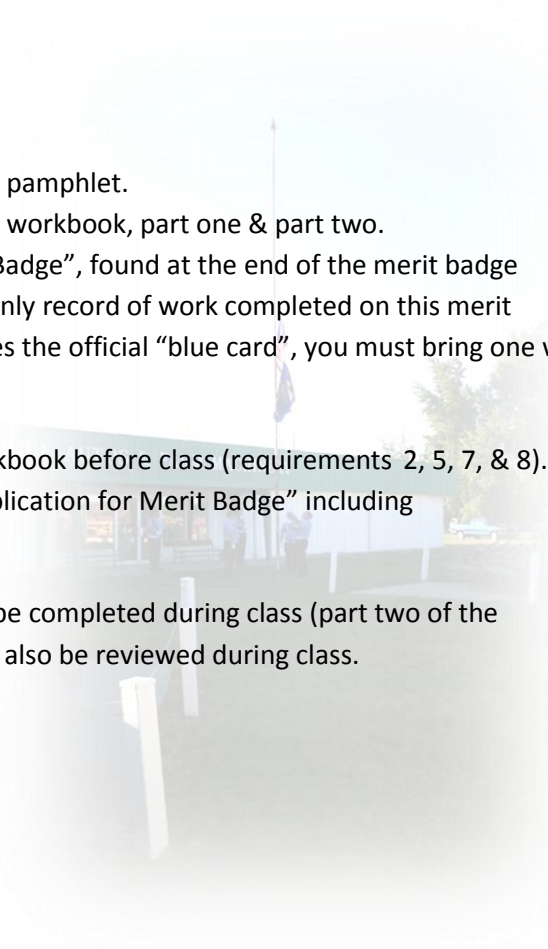 pamphlet.
workbook, part one & part two.
Badge”, found at the end of the merit badge
only record of work completed on this merit
es the official “blue card”, you must bring one
kbook before class (requirements 2, 5, 7, & 8).
plication for Merit Badge” including
be completed during class (part two of the
also be reviewed during class.